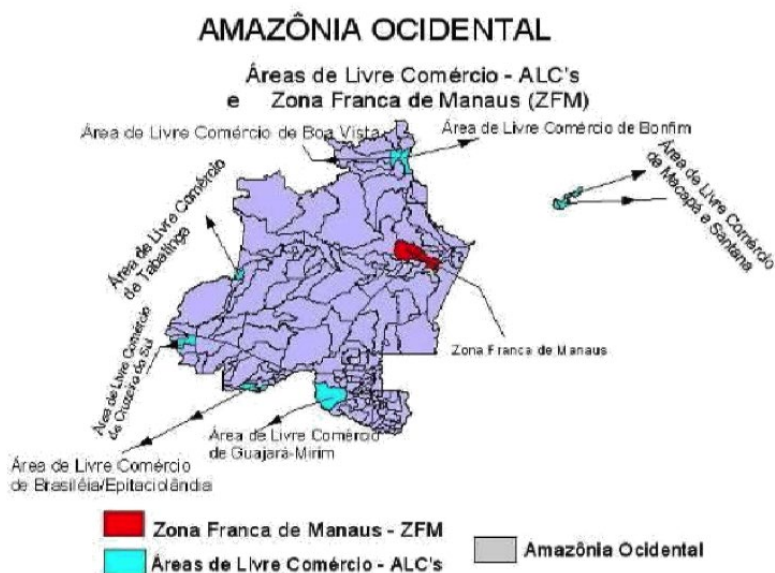 AMAZÔNIA OCIDENTAL
Áreas de Livre Comércio - ALC's
e Zona Franca de Manaus (ZFM)
Área de Livre Comércio de Boa Vista
Área de Livre Comércio de Bonfim
Área de Livre Comércio
de Macapá e Santana
Área de Livre Comércio
de Tabatinga
Zona Franca de Manaus
Área de Livre Comércio
de Cruzeiro do Sul
Área de Livre Comércio
de Guajará-Mirim
Área de Livre Comércio
de Brasiléia/Epitaciolândia
Zona Franca de Manaus - ZFM
Áreas de Livre Comércio - ALC's
Amazônia Ocidental